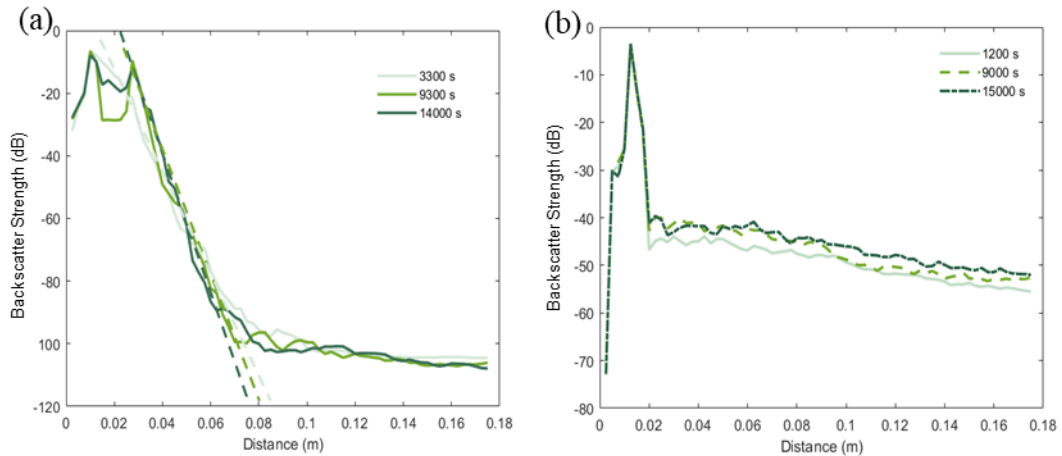 (a)
0
-20
-40
-60
-80
100
-120
Backscatter Strength (dB)
3300 s
9300 s
14000 s
0 0.02 0.04 0.06 0.08 0.1 0.12 0.14 0.16 0.18
Distance (m)
(b)
0
-10
-20
-30
-40
-50
-60
-70
-80
Backscatter Strength (dB)
1200 s
9000 s
15000 s
0 0.02 0.04 0.06 0.08 0.10 0.12 0.14 0.16 0.18
Distance (m)